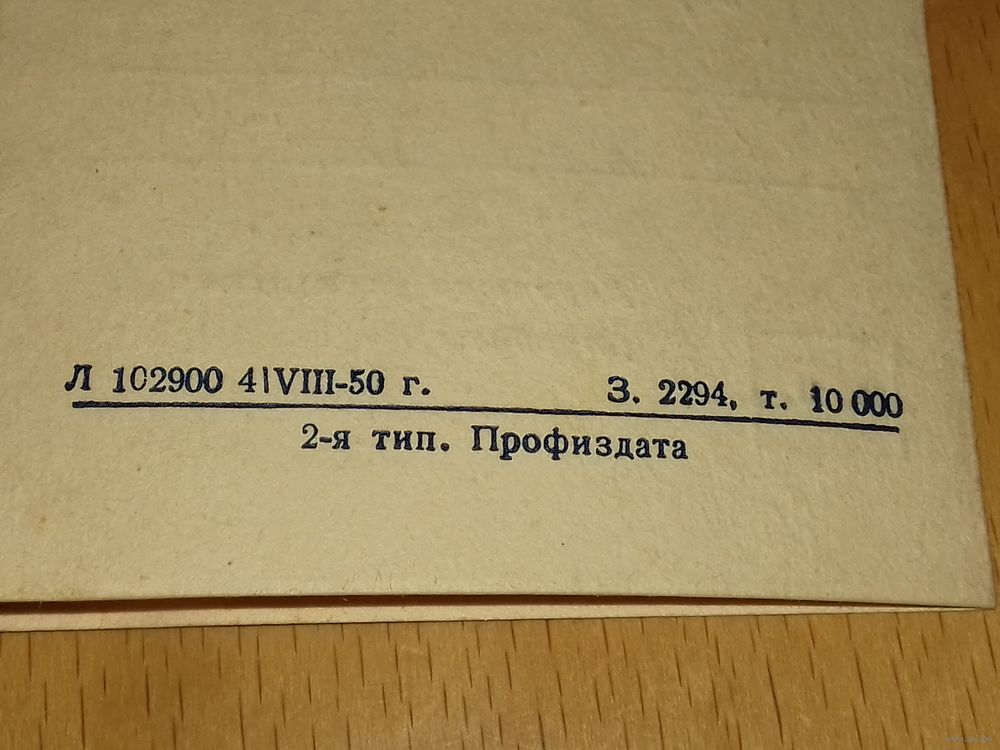 Л 102900 4|VIII-50 г. З. 2294, т. 10 000
2-я тип. Профиздата